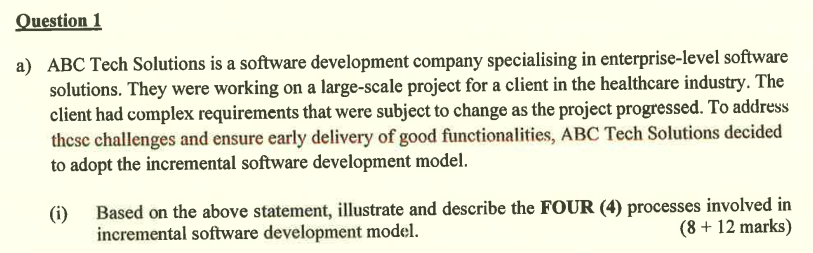 Question 1
a) ABC Tech Solutions is a software development company specialising in enterprise-level software
solutions. They were working on a large-scale project for a client in the healthcare industry. The
client had complex requirements that were subject to change as the project progressed. To address
these challenges and ensure early delivery of good functionalities, ABC Tech Solutions decided
to adopt the incremental software development model.
(i) Based on the above statement, illustrate and describe the FOUR (4) processes involved in
incremental software development model. (8 + 12 marks)